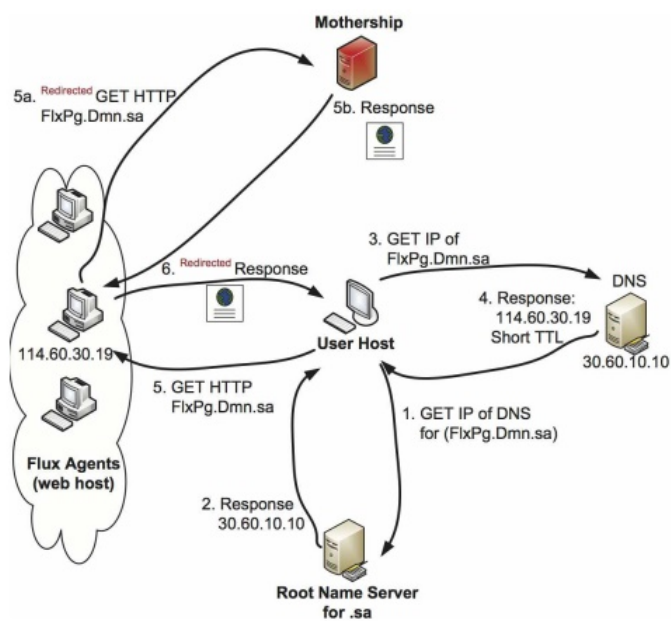 Mothership
5a. Redirected GET HTTP
FlxPg.Dmn.sa
5b. Response
3. GET IP of
FlxPg.Dmn.sa
DNS
6. Redirected Response
4. Response:
114.60.30.19
Short TTL
User Host
114.60.30.19
30.60.10.10
5. GET HTTP
FlxPg.Dmn.sa
1. GET IP of DNS
for (FlxPg.Dmn.sa)
Flux Agents
(web host)
2. Response
30.60.10.10
Root Name Server
for .sa